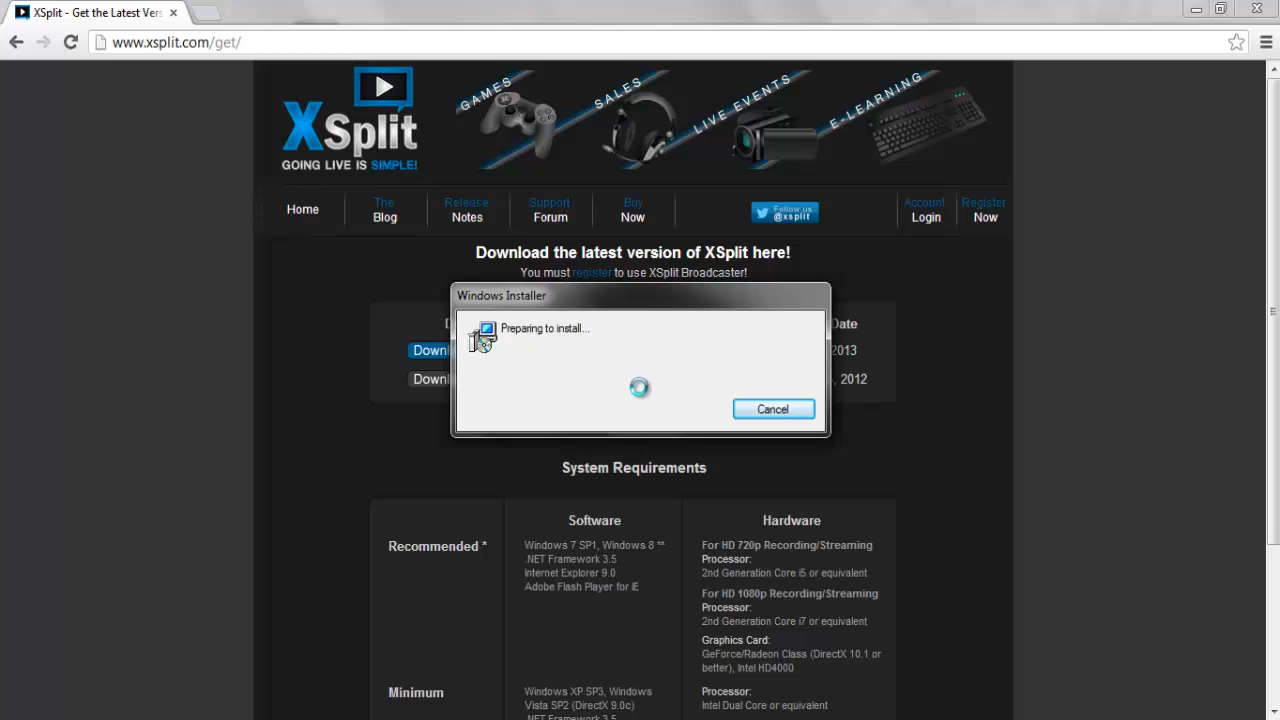 XSplit - Get the Latest Vers
www.xsplit.com/get/
GAMES
SALES
LIVE EVENTS
E-LEARNING
XSplit
GOING LIVE IS SIMPLE!
Home
The Blog
Release Notes
Support Forum
Buy Now
Follow us @xsplit
Account Login
Register Now
Download the latest version of XSplit here!
You must register to use XSplit Broadcaster!
Windows Installer
Preparing to install...
Cancel
Date
Downl
2013
Downl
, 2012
System Requirements
Software
Hardware
Recommended *
Windows 7 SP1, Windows 8 **
.NET Framework 3.5
Internet Explorer 9.0
Adobe Flash Player for IE
For HD 720p Recording/Streaming
Processor:
2nd Generation Core i5 or equivalent
For HD 1080p Recording/Streaming
Processor:
2nd Generation Core i7 or equivalent
Graphics Card:
GeForce/Radeon Class (DirectX 10.1 or
better), Intel HD4000
Minimum
Windows XP SP3, Windows
Vista SP2 (DirectX 9.0c)
.NET Framework 3.5
Processor:
Intel Dual Core or equivalent